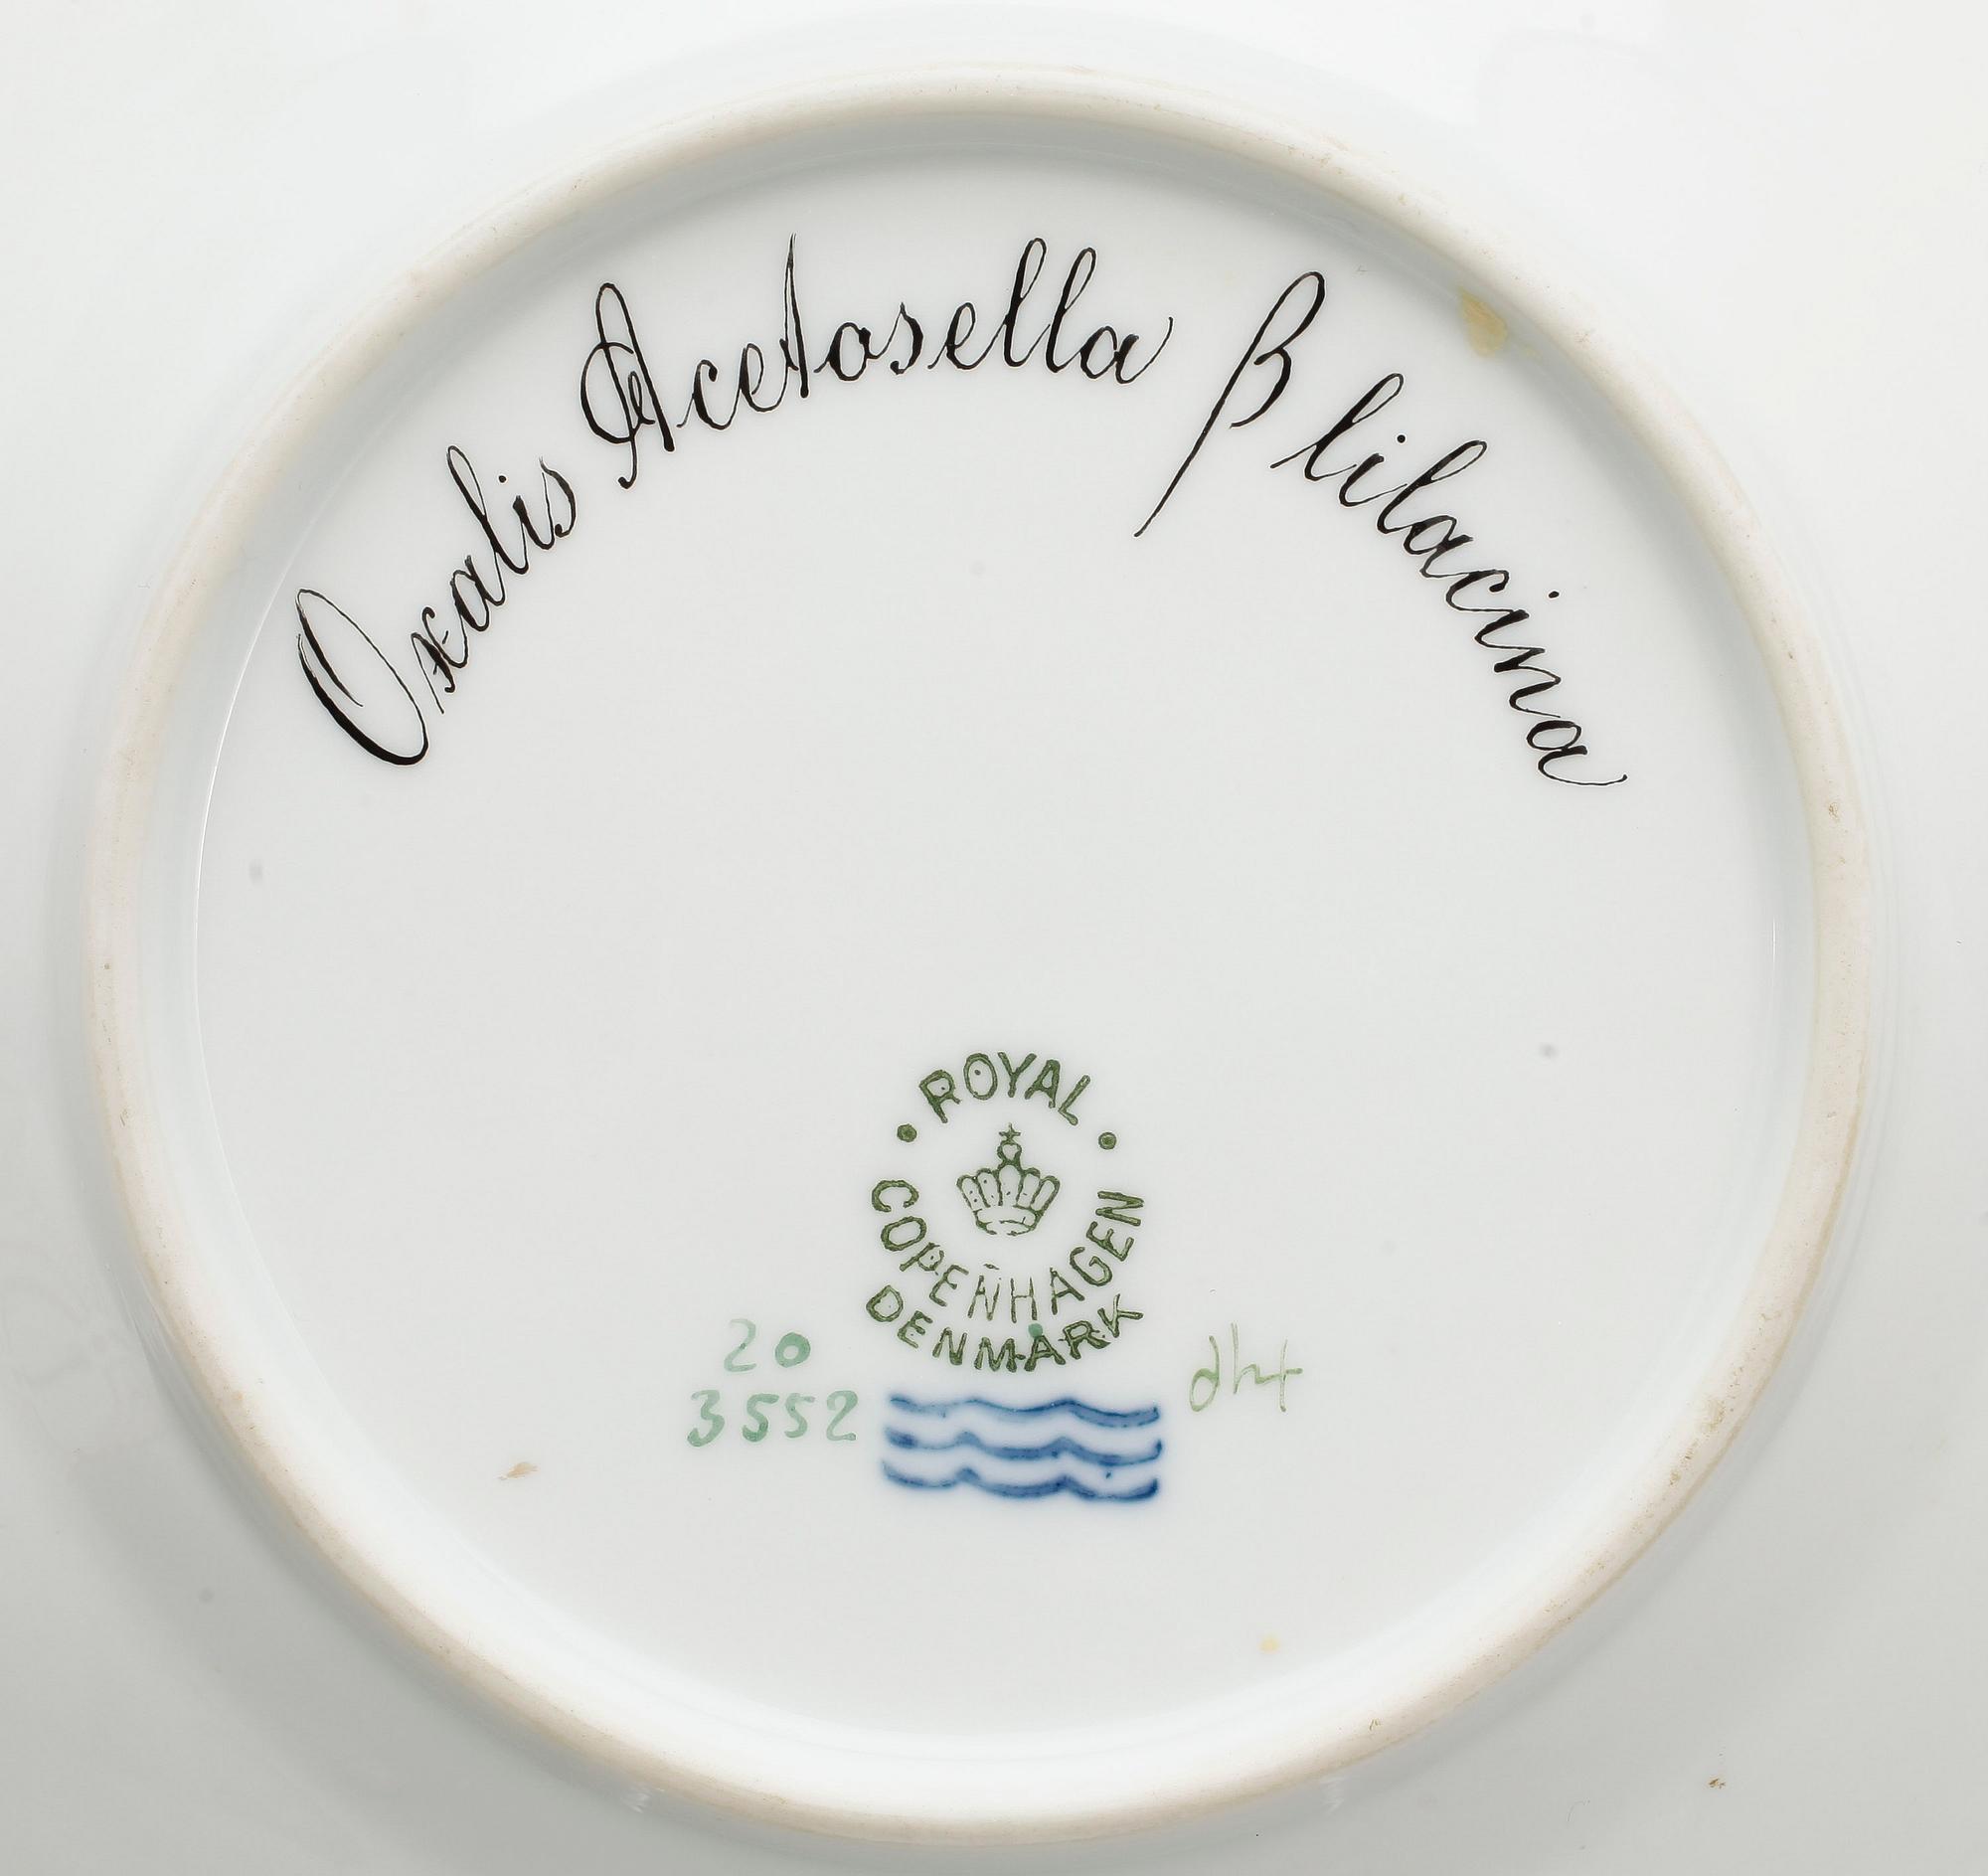 Oxalis Acetosella β lilacina
ROYAL
COPENHAGEN
DENMARK
20
3552